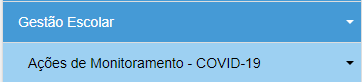 Gestão Escolar
Ações de Monitoramento - COVID-19